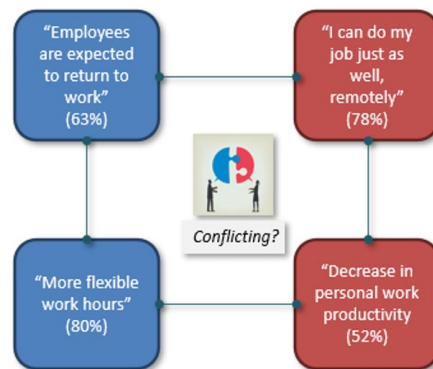 “Employees
are expected
to return to
work”
(63%)
“I can do my
job just as
well,
remotely”
(78%)
Conflicting?
“More flexible
work hours”
(80%)
“Decrease in
personal work
productivity
(52%)